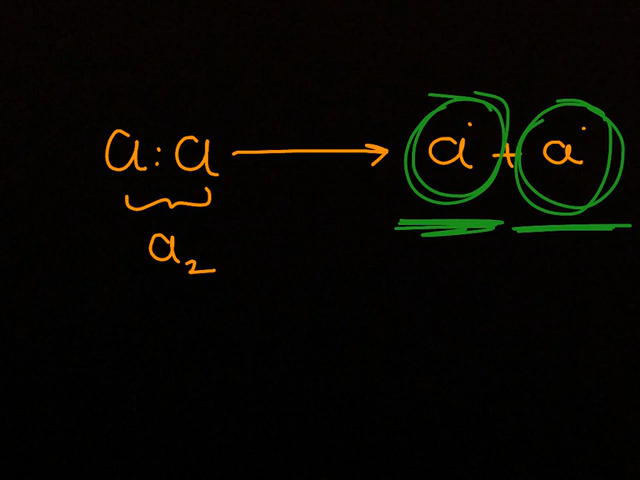 a:a → a˙ + a˙
a₂